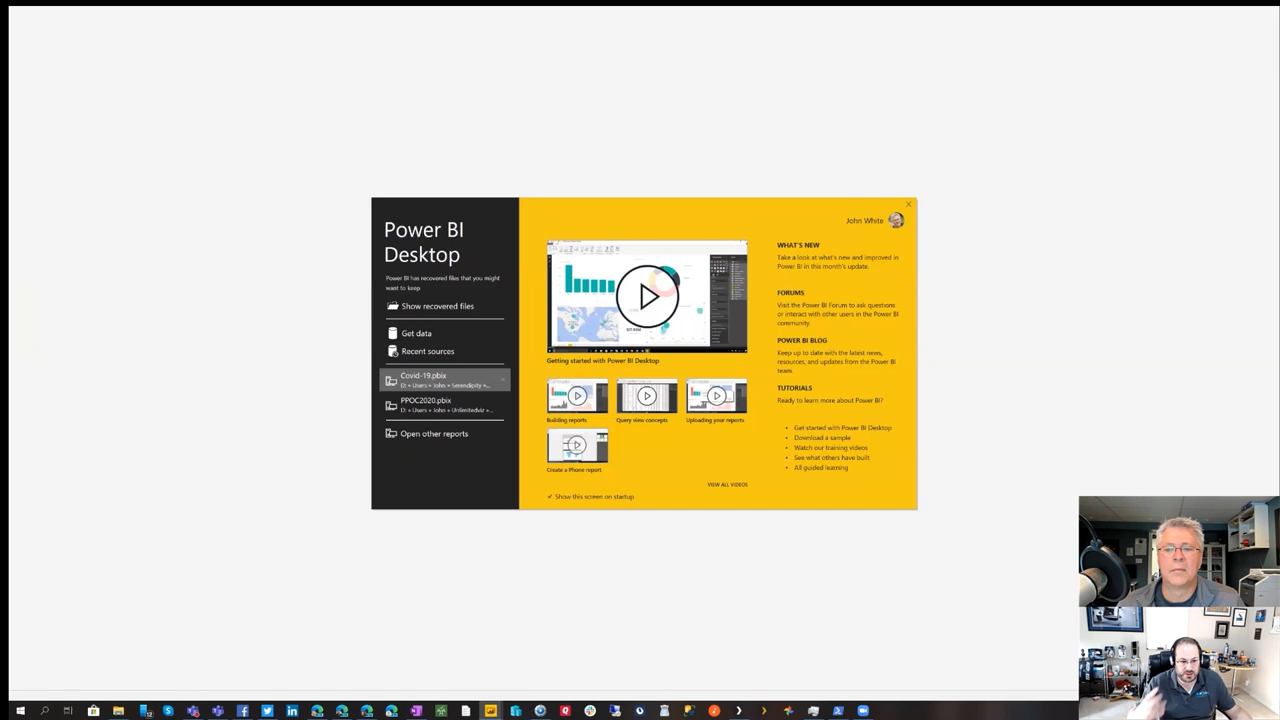 Power BI
Desktop
Power BI has recovered files that you might
want to keep
Show recovered files
Get data
Recent sources
Covid-19.pbix
D: » Users » John » Serendipity »...
PPOC2020.pbix
D: » Users » John » Unlimitedviz »...
Open other reports
Getting started with Power BI Desktop
Building reports
Query view concepts
Uploading your reports
Create a Phone report
VIEW ALL VIDEOS
Show this screen on startup
John White
WHAT'S NEW
Take a look at what's new and improved in
Power BI in this month's update.
FORUMS
Visit the Power BI Forum to ask questions
or interact with other users in the Power BI
community.
POWER BI BLOG
Keep up to date with the latest news,
resources, and updates from the Power BI
team.
TUTORIALS
Ready to learn more about Power BI?
• Get started with Power BI Desktop
• Download a sample
• Watch our training videos
• See what others have built
• All guided learning